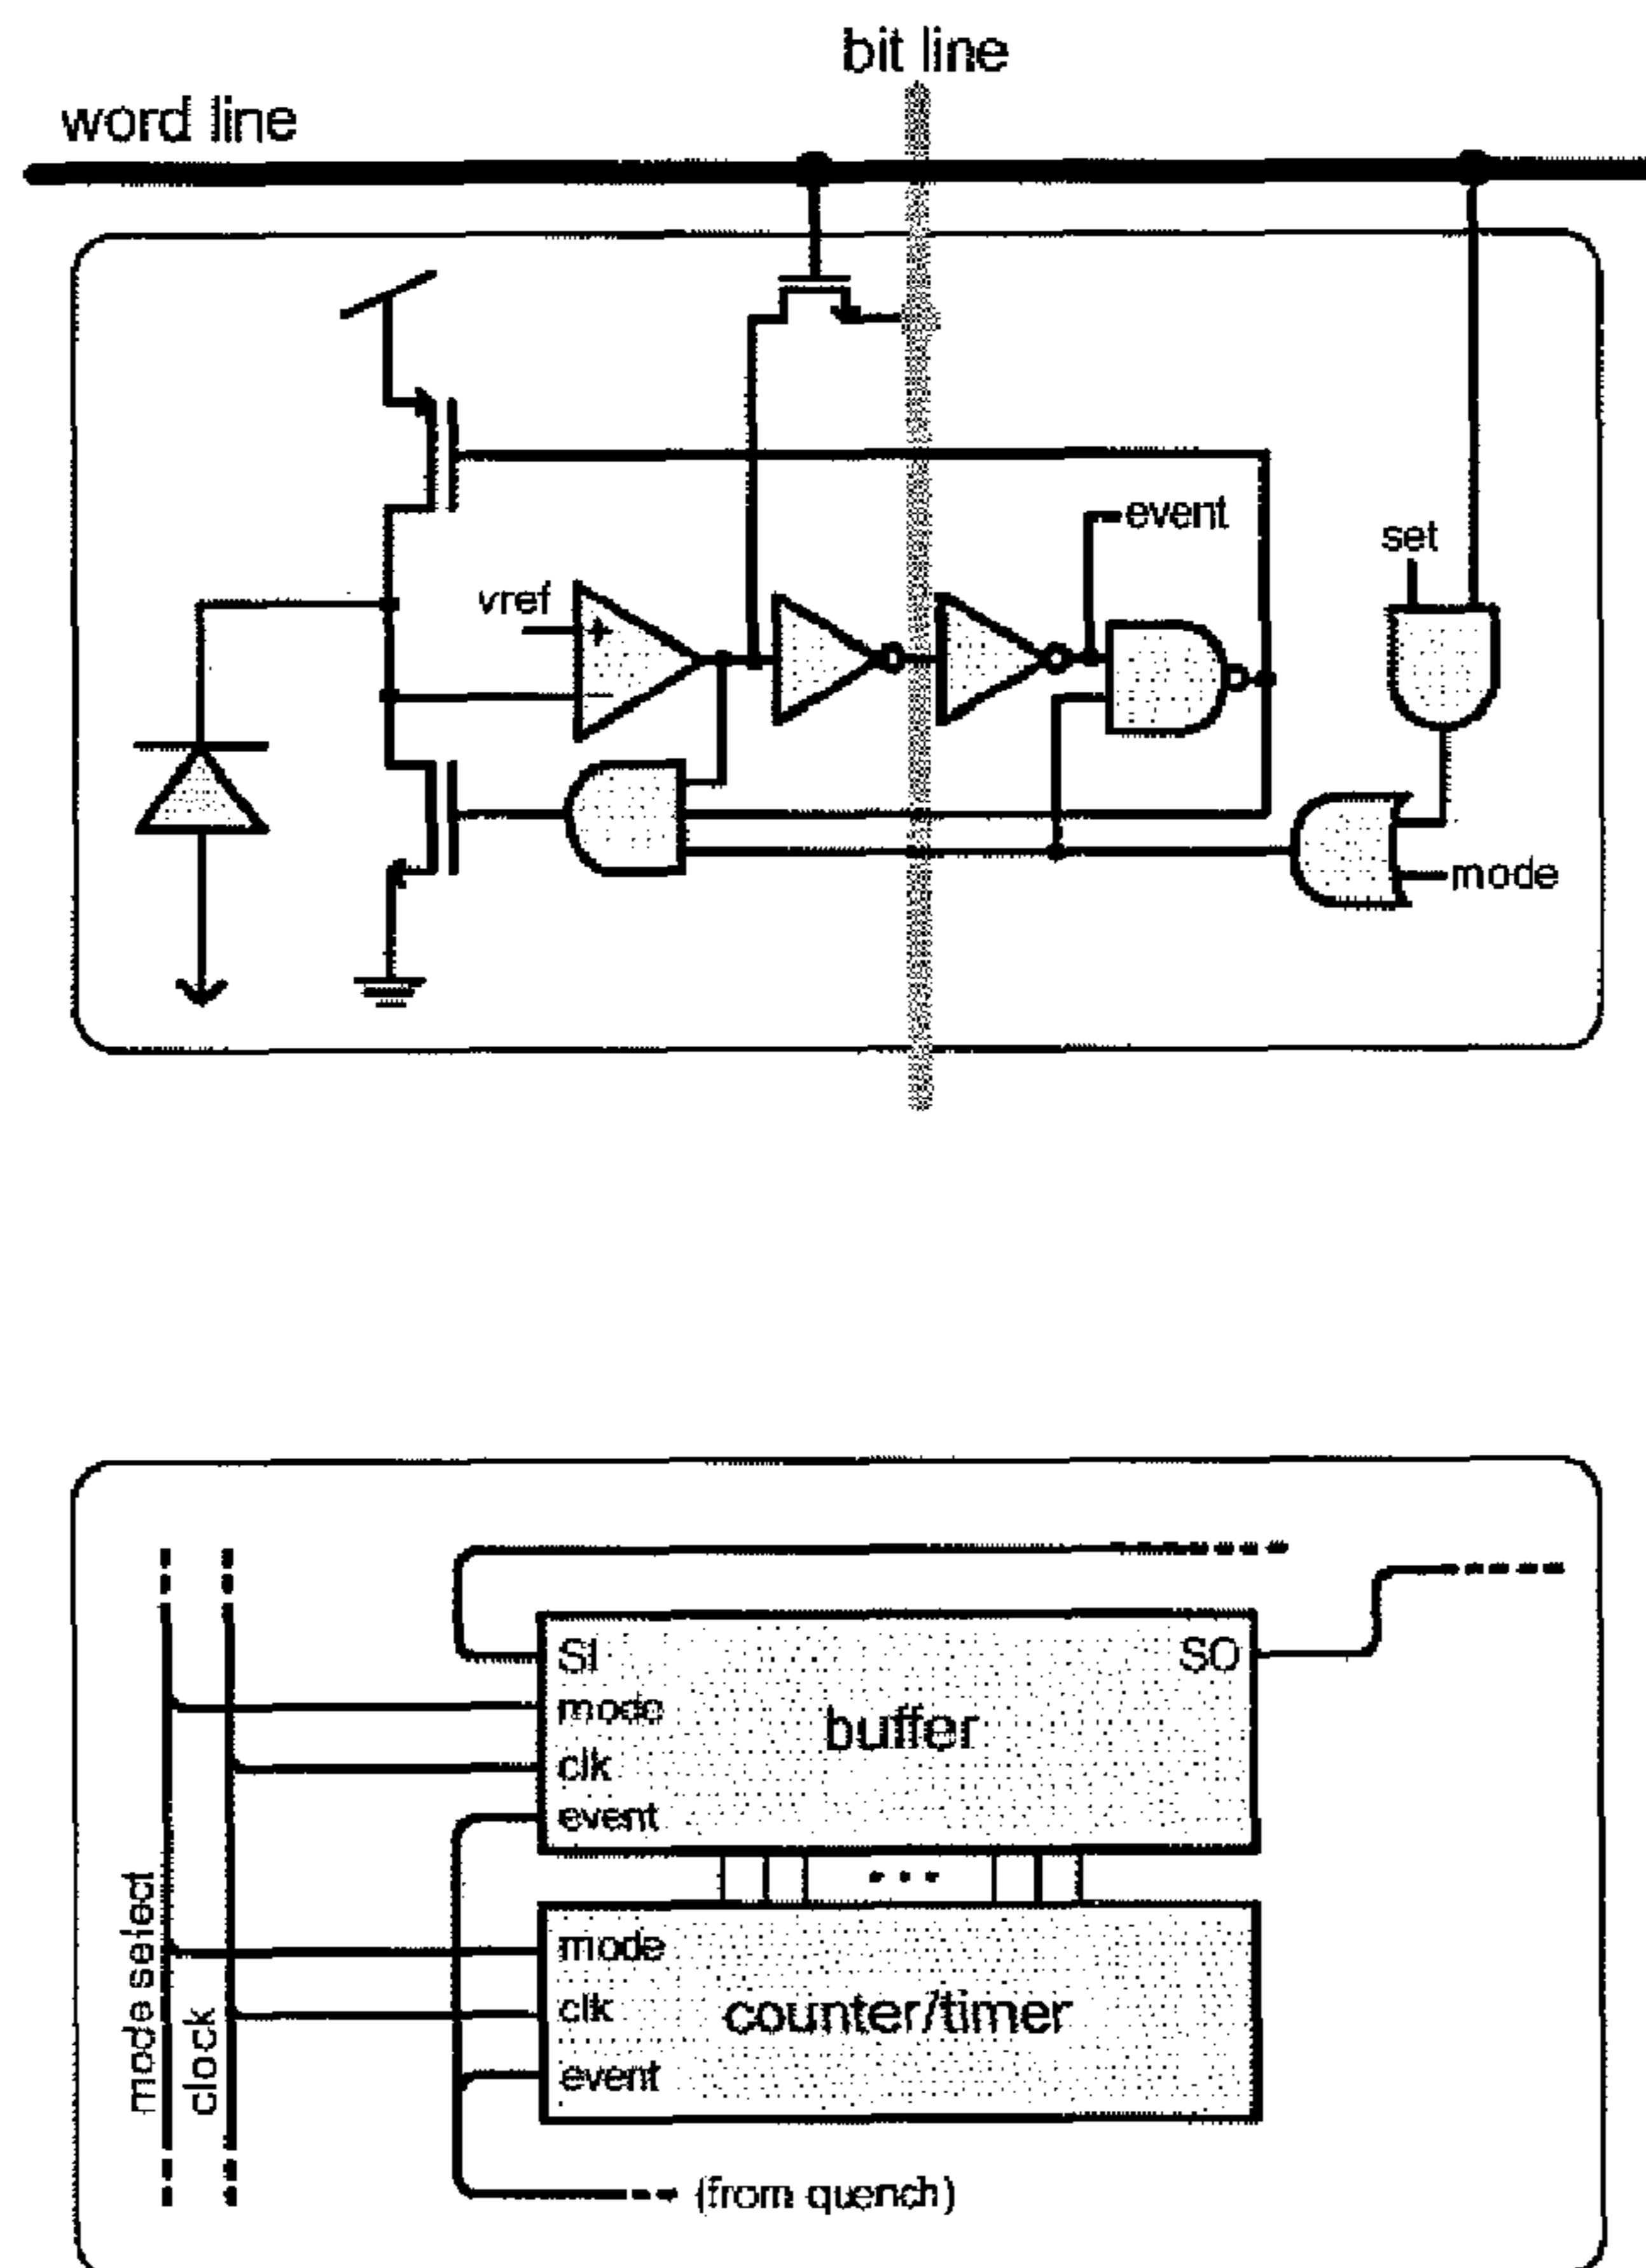 bit line
word line
event
set
vref
+
−
mode
SI
SO
mode
buffer
clk
event
...
mode
clk
counter/timer
event
mode select
clock
(from quench)